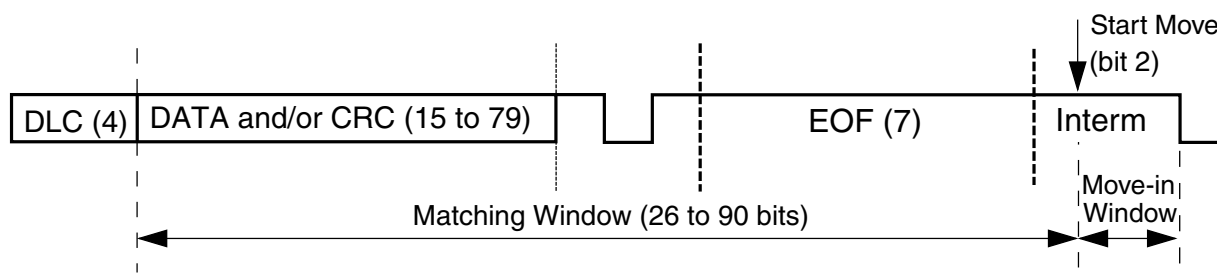 Start Move
(bit 2)
DLC (4)
DATA and/or CRC (15 to 79)
EOF (7)
Interm
Matching Window (26 to 90 bits)
Move-in
Window